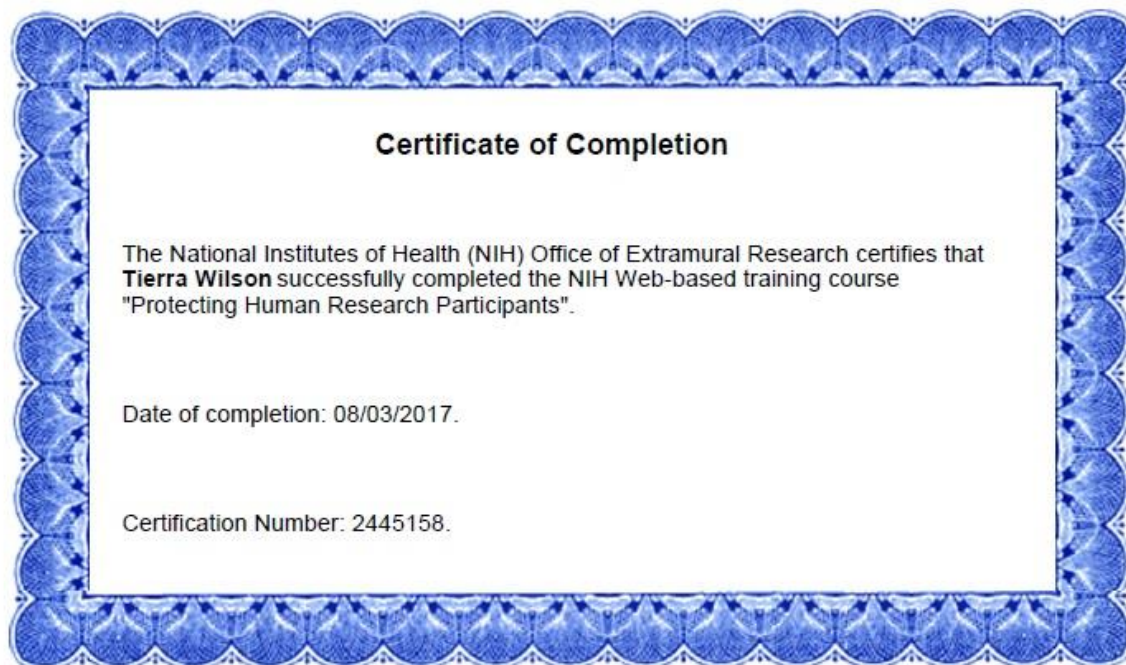 Certificate of Completion
The National Institutes of Health (NIH) Office of Extramural Research certifies that
Tierra Wilson successfully completed the NIH Web-based training course
"Protecting Human Research Participants".
Date of completion: 08/03/2017.
Certification Number: 2445158.